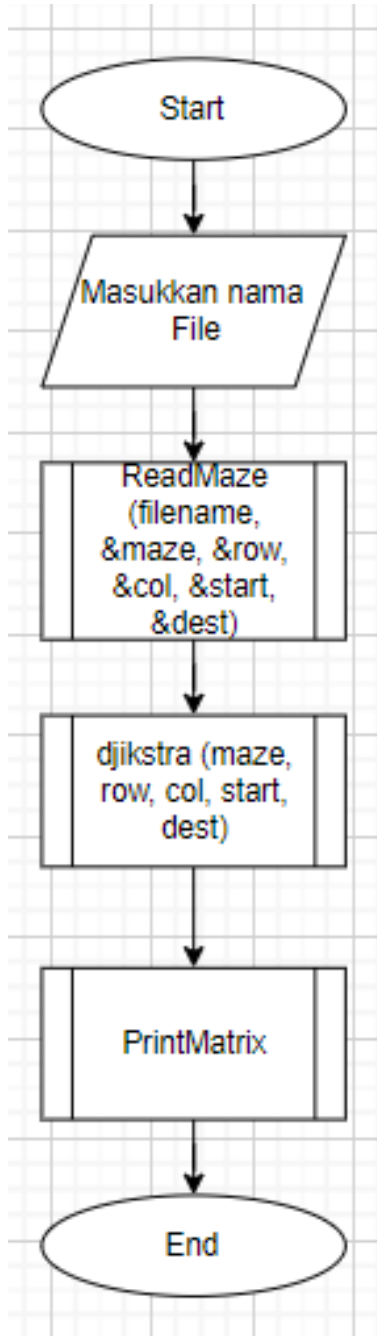 Start
Masukkan nama
File
ReadMaze
(filename,
&maze, &row,
&col, &start,
&dest)
djikstra (maze,
row, col, start,
dest)
PrintMatrix
End